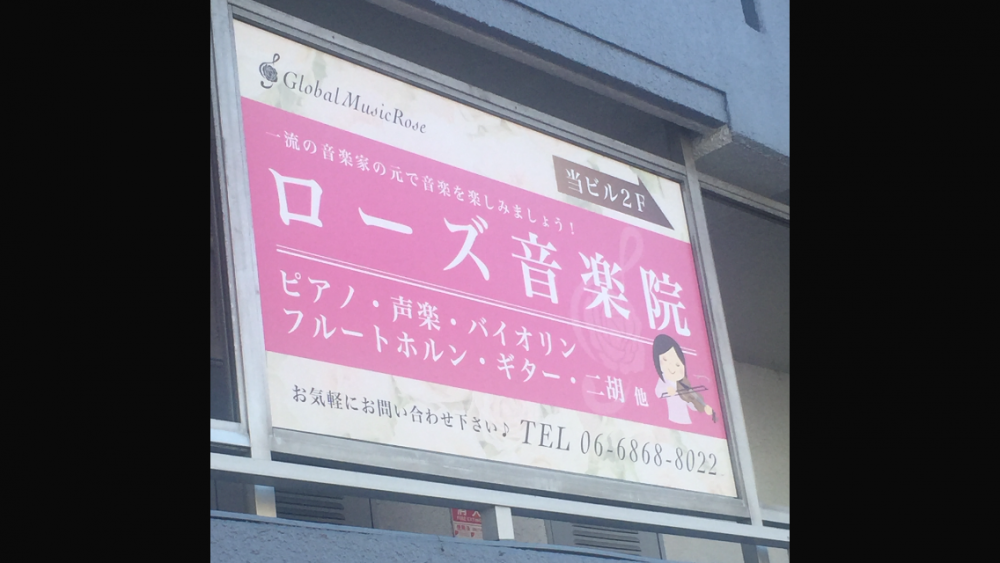 Global Music Rose
一流の音楽家の元で音楽を楽しみましょう！
当ビル2F
ローズ音楽院
ピアノ・声楽・バイオリン
フルートホルン・ギター・二胡 他
お気軽にお問い合わせ下さい♪ TEL 06-6868-8022